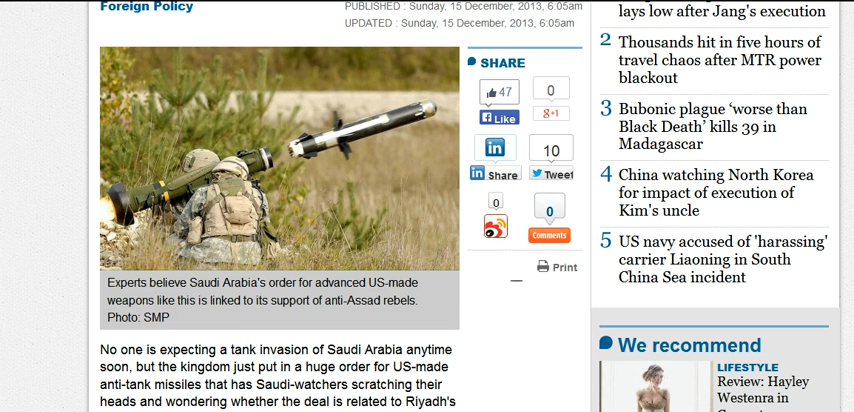 Foreign Policy
PUBLISHED : Sunday, 15 December, 2013, 6:05am
UPDATED : Sunday, 15 December, 2013, 6:05am
Experts believe Saudi Arabia's order for advanced US-made
weapons like this is linked to its support of anti-Assad rebels.
Photo: SMP
No one is expecting a tank invasion of Saudi Arabia anytime
soon, but the kingdom just put in a huge order for US-made
anti-tank missiles that has Saudi-watchers scratching their
heads and wondering whether the deal is related to Riyadh's
SHARE
47
0
Like
+1
in
10
in Share
Tweet
0
0
Comments
Print
lays low after Jang's execution
2 Thousands hit in five hours of
travel chaos after MTR power
blackout
3 Bubonic plague ‘worse than
Black Death’ kills 39 in
Madagascar
4 China watching North Korea
for impact of execution of
Kim's uncle
5 US navy accused of 'harassing'
carrier Liaoning in South
China Sea incident
We recommend
LIFESTYLE
Review: Hayley
Westenra in